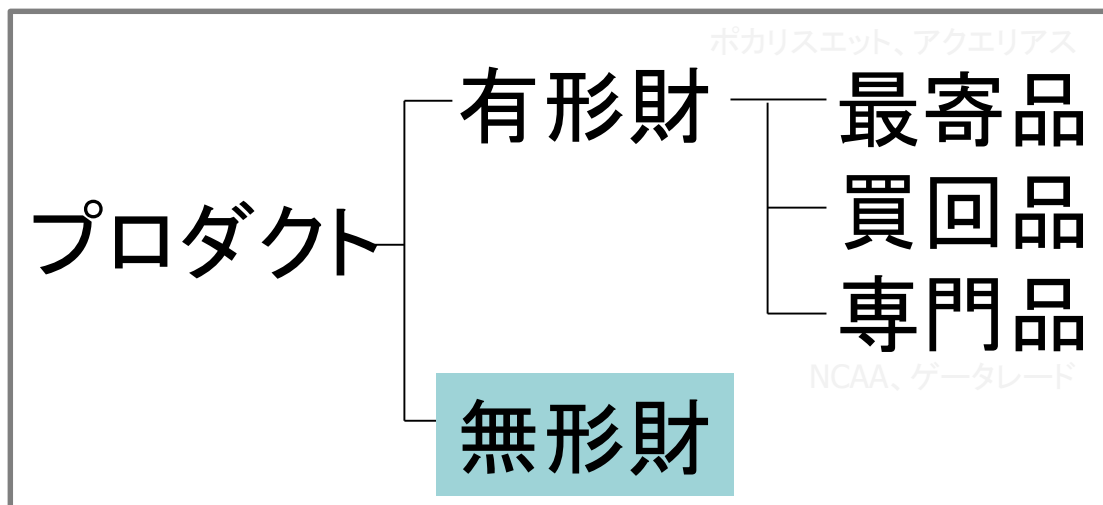 ポカリスエット、アクエリアス
有形財
最寄品
買回品
プロダクト
専門品
NCAA、ゲータレード
無形財